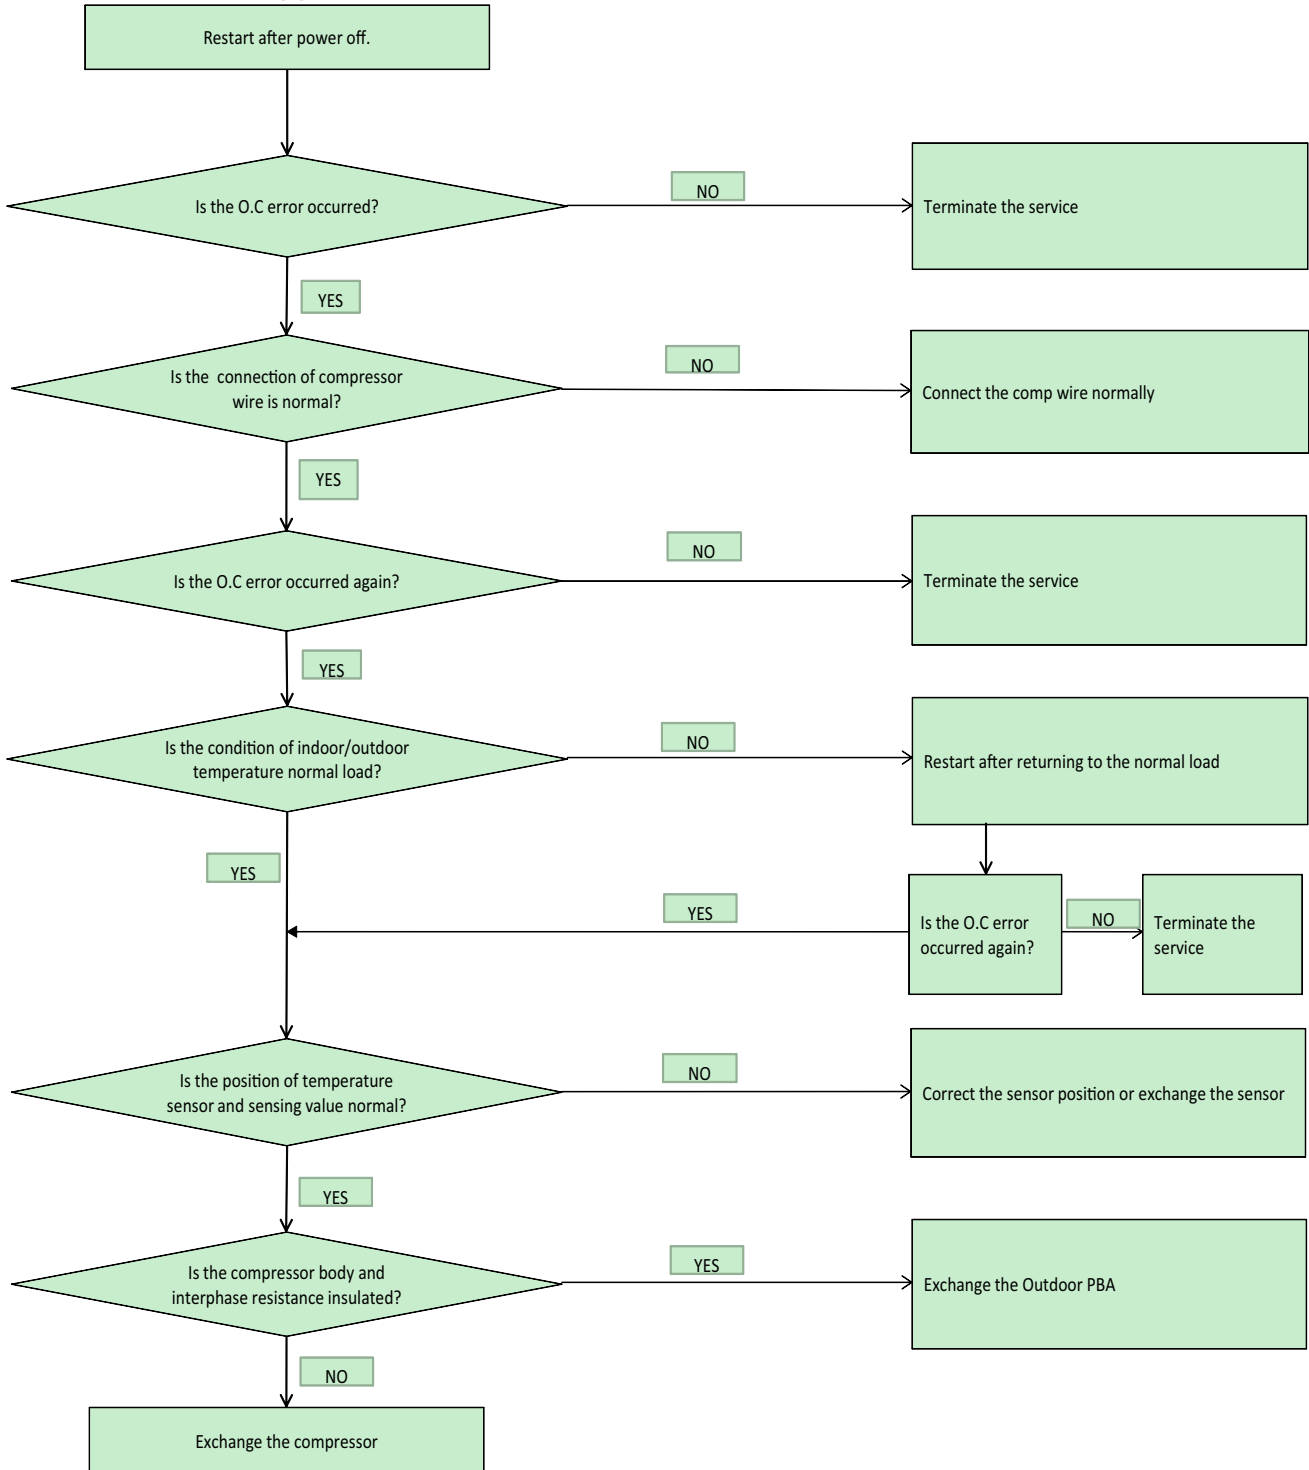 Restart after power off.
Is the O.C error occurred?
NO
Terminate the service
YES
Is the  connection of compressor
wire is normal?
NO
Connect the comp wire normally
YES
Is the O.C error occurred again?
NO
Terminate the service
YES
Is the condition of indoor/outdoor
temperature normal load?
NO
Restart after returning to the normal load
YES
YES
Is the O.C error
occurred again?
NO
Terminate the
service
Is the position of temperature
sensor and sensing value normal?
NO
Correct the sensor position or exchange the sensor
YES
Is the compressor body and
interphase resistance insulated?
YES
Exchange the Outdoor PBA
NO
Exchange the compressor